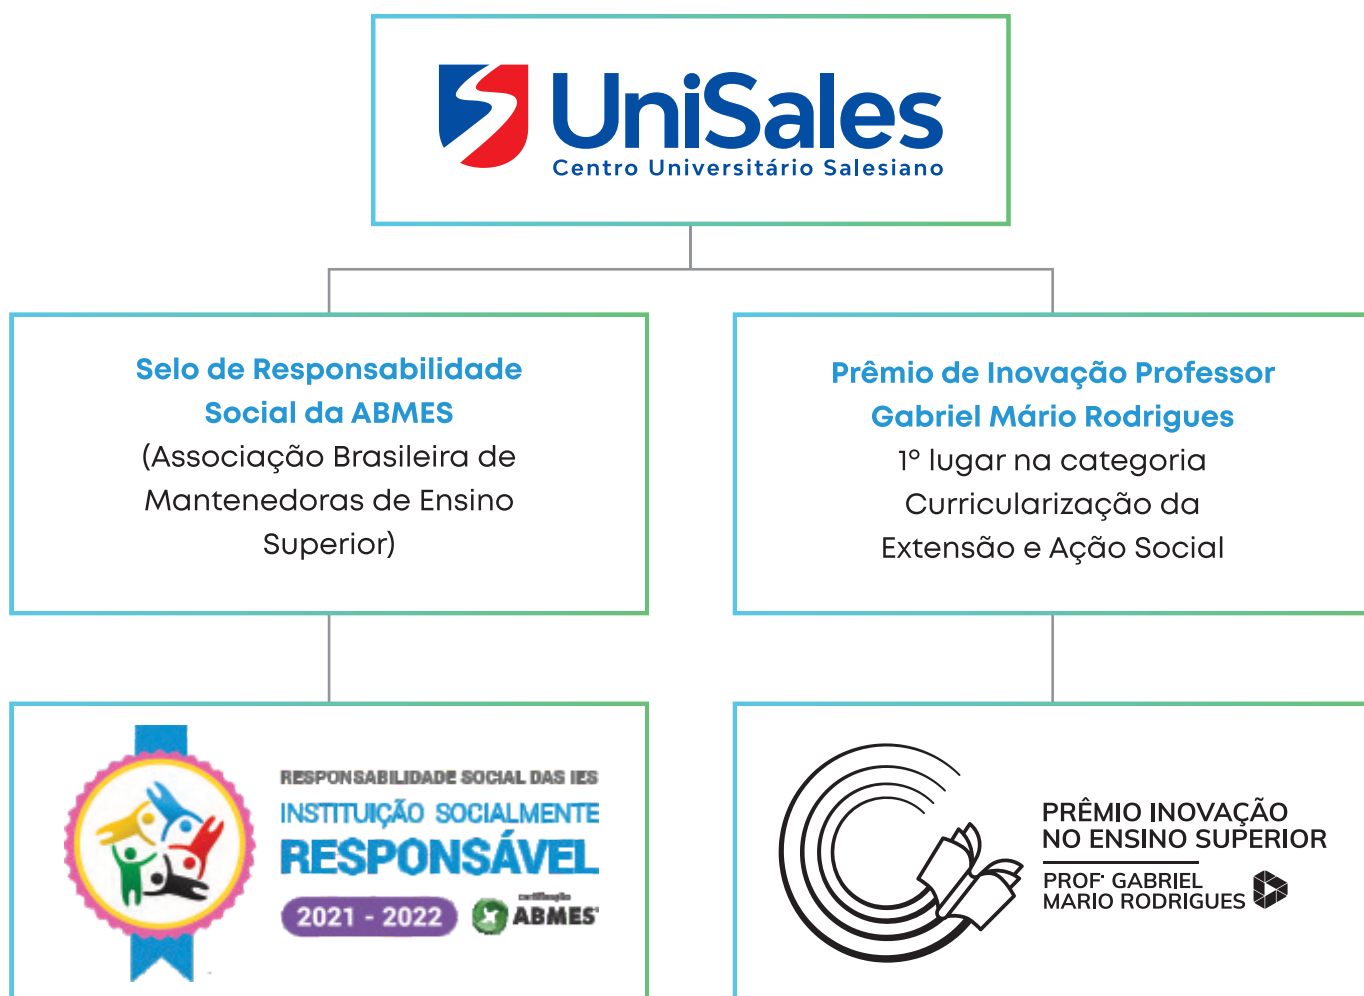 UniSales
Centro Universitário Salesiano
Selo de Responsabilidade
Social da ABMES
(Associação Brasileira de
Mantenedoras de Ensino
Superior)
Prêmio de Inovação Professor
Gabriel Mário Rodrigues
1º lugar na categoria
Curricularização da
Extensão e Ação Social
RESPONSABILIDADE SOCIAL DAS IES
INSTITUIÇÃO SOCIALMENTE
RESPONSÁVEL
2021 - 2022
certificação
ABMES
PRÊMIO INOVAÇÃO
NO ENSINO SUPERIOR
PROF. GABRIEL
MARIO RODRIGUES